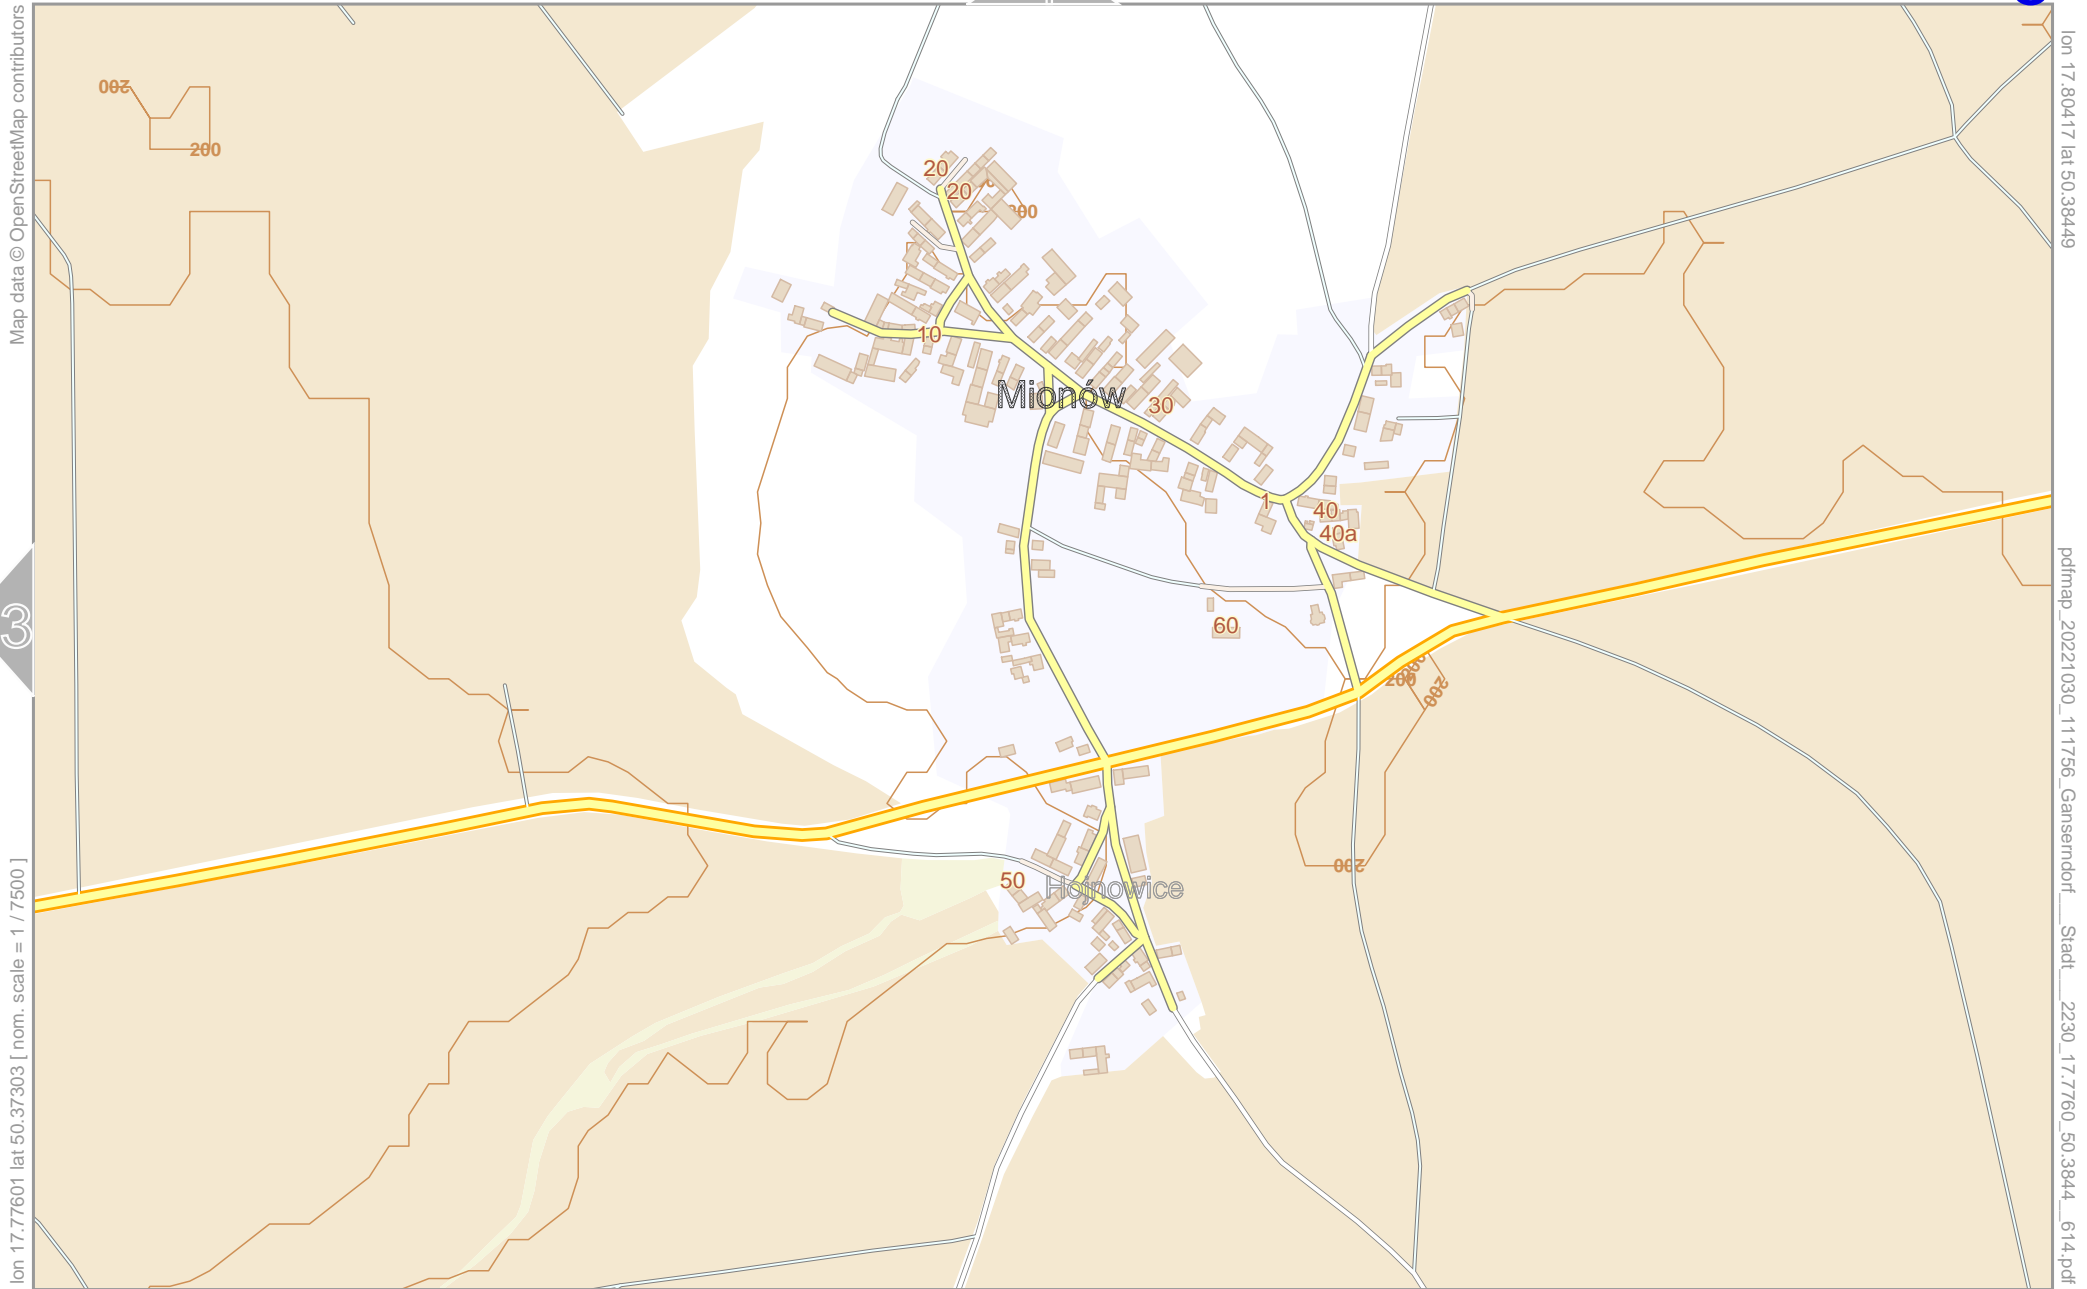 Map data © OpenStreetMap contributors
lon 17.77601 lat 50.37303 [ nom. scale = 1 / 7500 ]
3
200
200
20
20
200
10
Mionów
30
1
40
40a
60
200
200
200
200
50
Hojnowice
lon 17.80417 lat 50.38449
pdfmap_20221030_111756_Gansemdorf___Stadt___2230_17.7760_50.3844__614.pdf